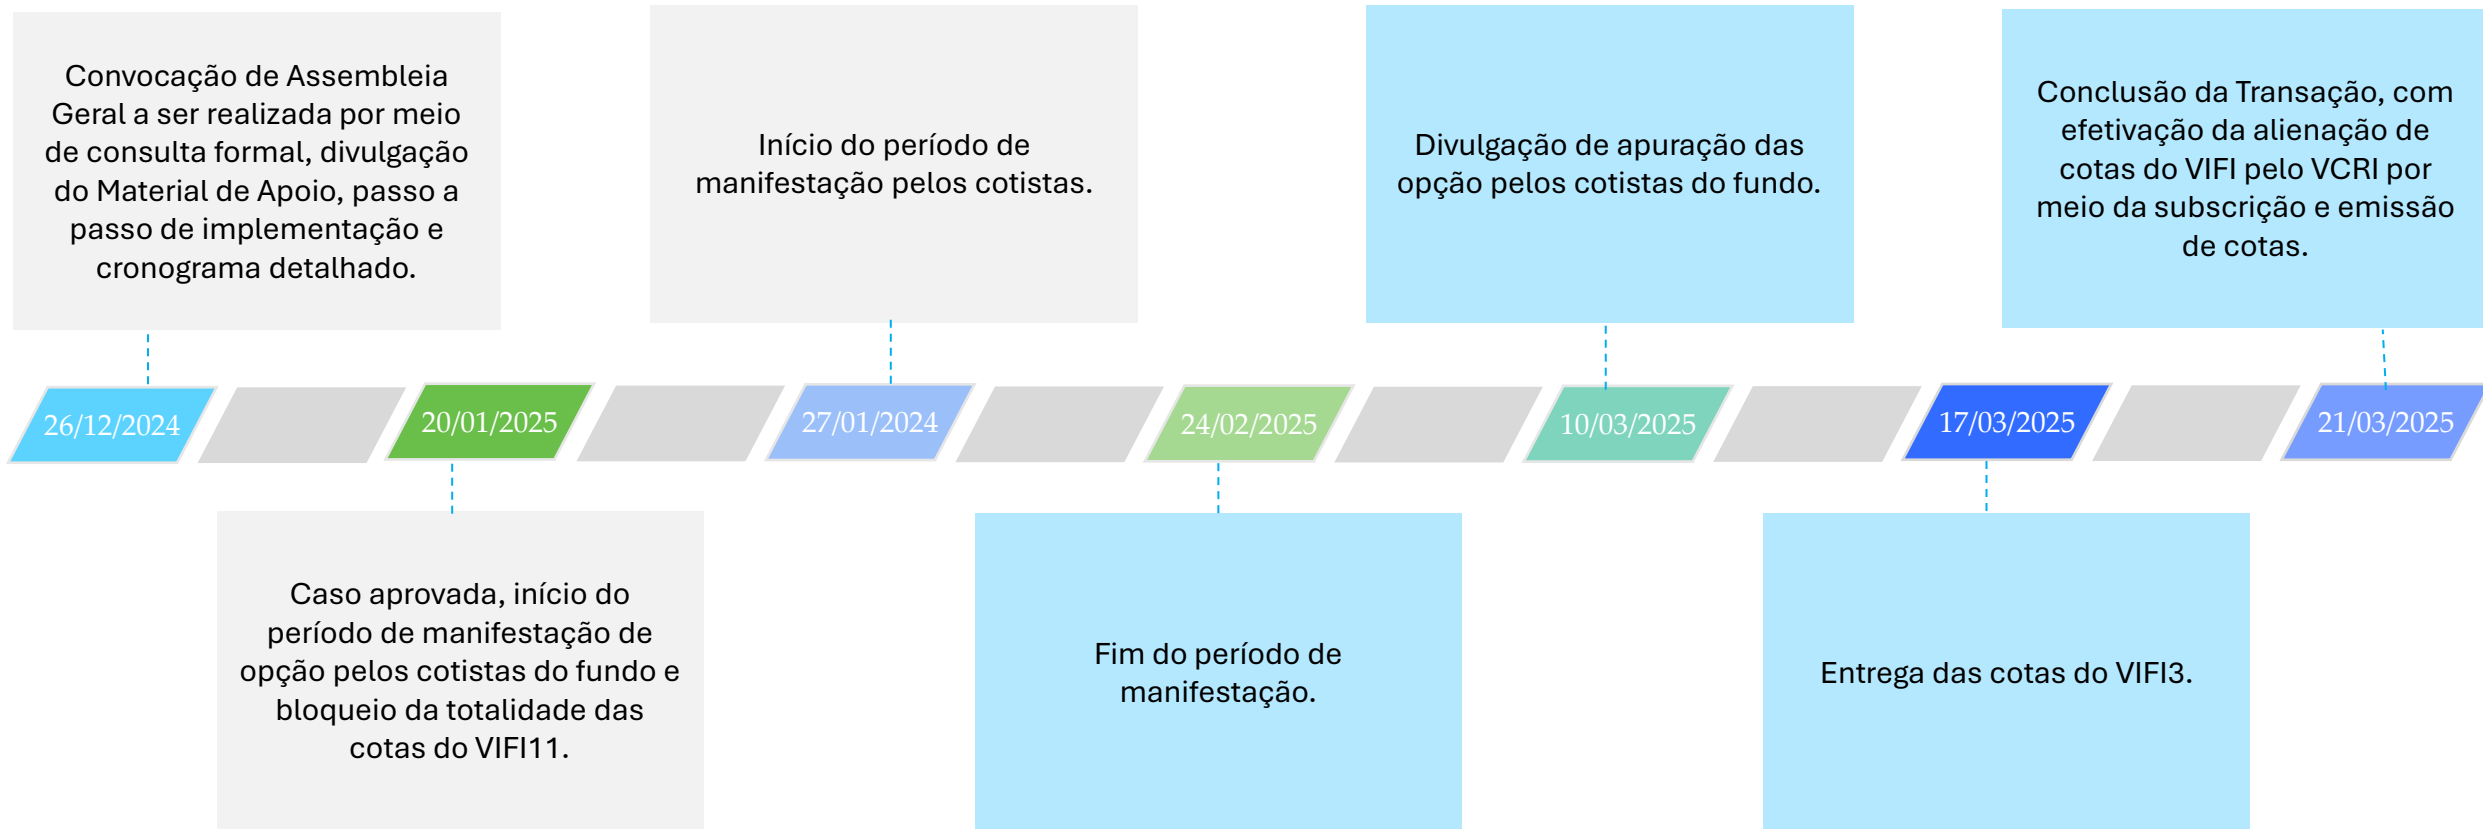 Convocação de Assembleia
Geral a ser realizada por meio
de consulta formal, divulgação
do Material de Apoio, passo a
passo de implementação e
cronograma detalhado.
Início do período de
manifestação pelos cotistas.
Divulgação de apuração das
opção pelos cotistas do fundo.
Conclusão da Transação, com
efetivação da alienação de
cotas do VIFI pelo VCRI por
meio da subscrição e emissão
de cotas.
26/12/2024
20/01/2025
27/01/2024
24/02/2025
10/03/2025
17/03/2025
21/03/2025
Caso aprovada, início do
período de manifestação de
opção pelos cotistas do fundo e
bloqueio da totalidade das
cotas do VIFI11.
Fim do período de
manifestação.
Entrega das cotas do VIFI3.